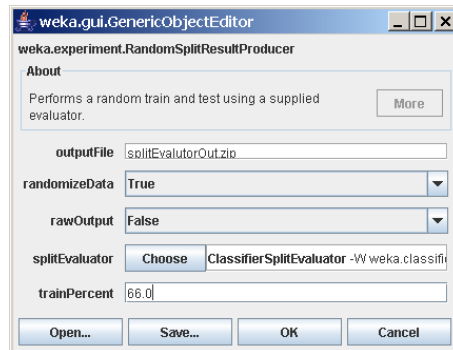 weka.gui.GenericObjectEditor
weka.experiment.RandomSplitResultProducer
About
Performs a random train and test using a supplied
evaluator.
More
outputFile splitEvalutorOut.zip
randomizeData True
rawOutput False
splitEvaluator Choose ClassifierSplitEvaluator -W weka.classifie
trainPercent 66.0
Open... Save... OK Cancel